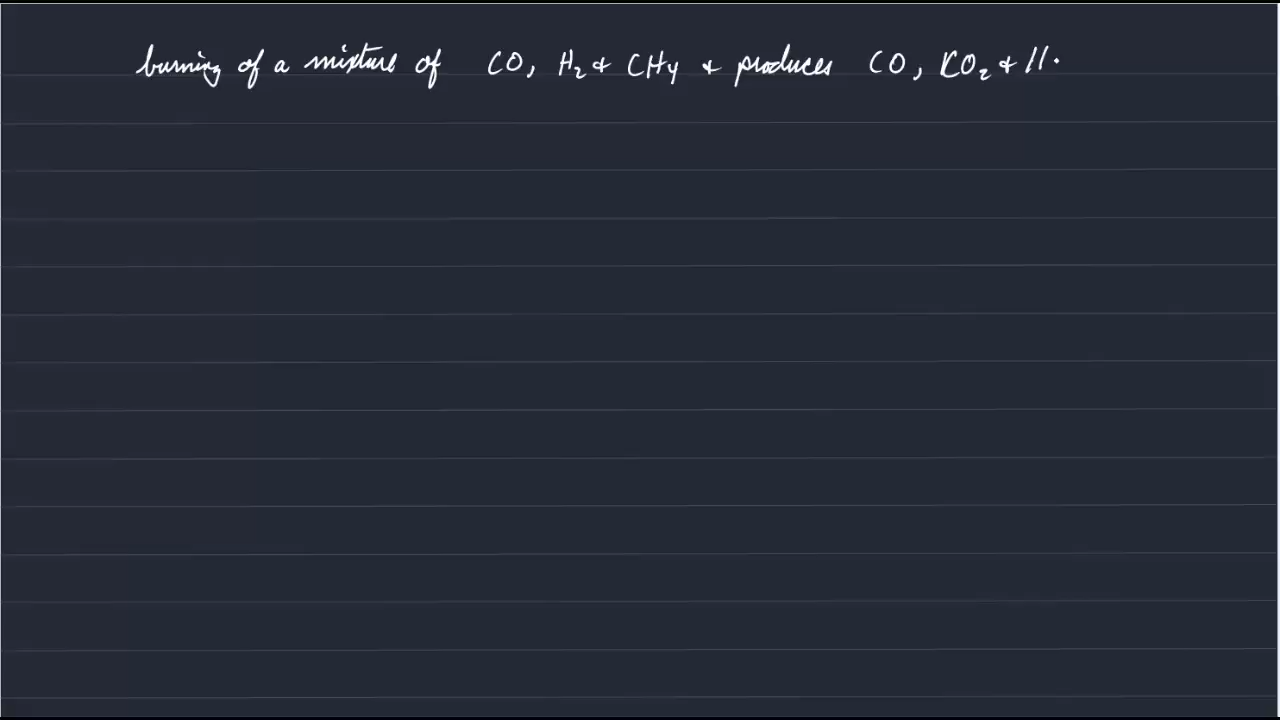 burning of a mixture of CO, H₂ & CH4 & produces CO, CO₂ &